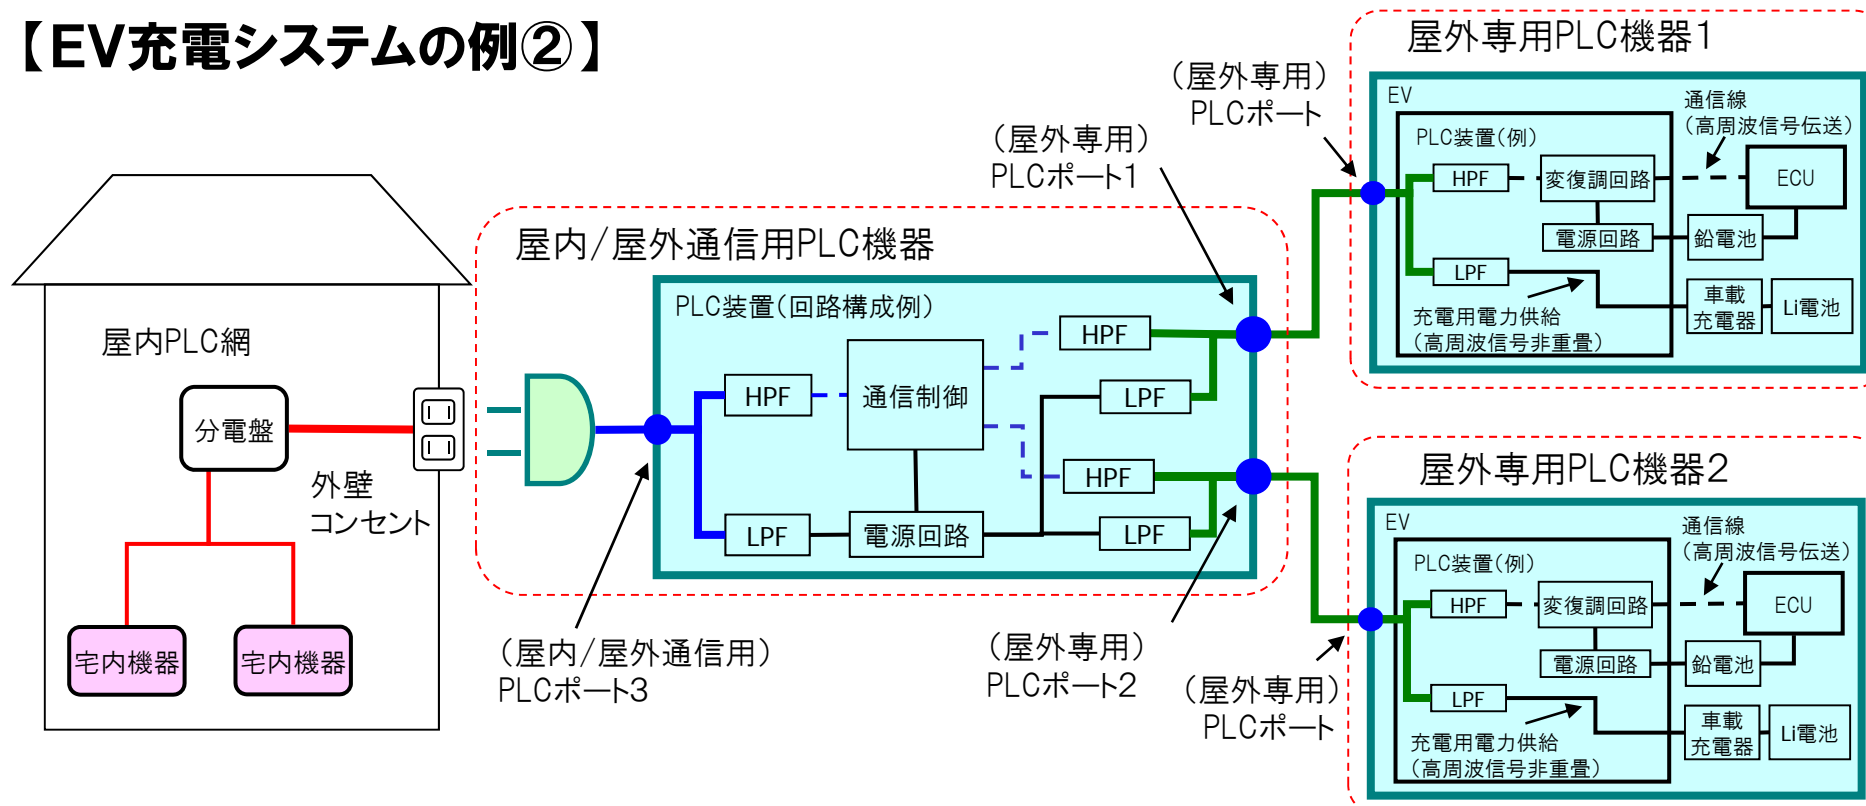 【EV充電システムの例②】
屋内PLC網
分電盤
外壁
コンセント
宅内機器
宅内機器
屋内/屋外通信用PLC機器
PLC装置(回路構成例)
HPF
通信制御
HPF
LPF
HPF
LPF
電源回路
LPF
(屋内/屋外通信用)
PLCポート3
(屋外専用)
PLCポート1
(屋外専用)
PLCポート2
(屋外専用)
PLCポート
屋外専用PLC機器1
EV
PLC装置(例)
通信線
(高周波信号伝送)
HPF
変復調回路
ECU
電源回路
鉛電池
LPF
車載
充電器
Li電池
充電用電力供給
(高周波信号非重畳)
(屋外専用)
PLCポート
屋外専用PLC機器2
EV
PLC装置(例)
通信線
(高周波信号伝送)
HPF
変復調回路
ECU
電源回路
鉛電池
LPF
車載
充電器
Li電池
充電用電力供給
(高周波信号非重畳)